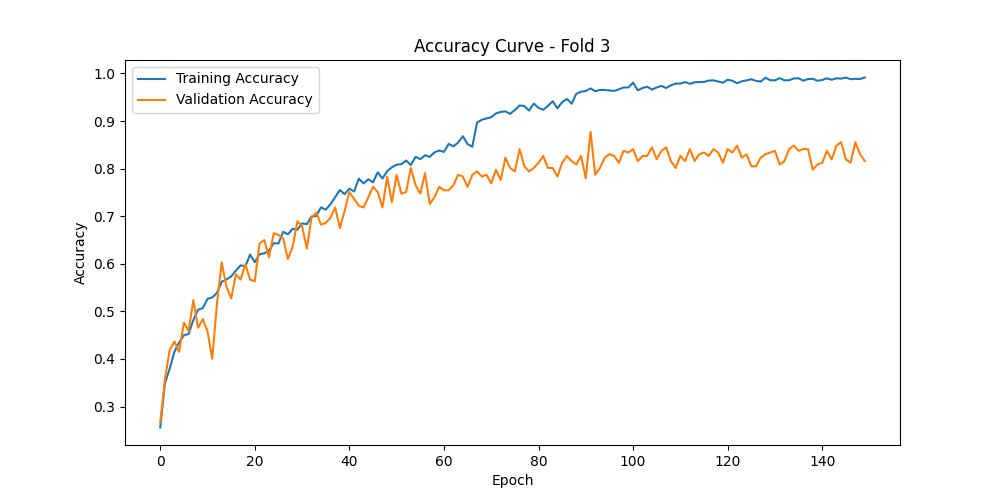 Accuracy Curve - Fold 3
Training Accuracy
Validation Accuracy
Accuracy
1.0
0.9
0.8
0.7
0.6
0.5
0.4
0.3
0 20 40 60 80 100 120 140
Epoch